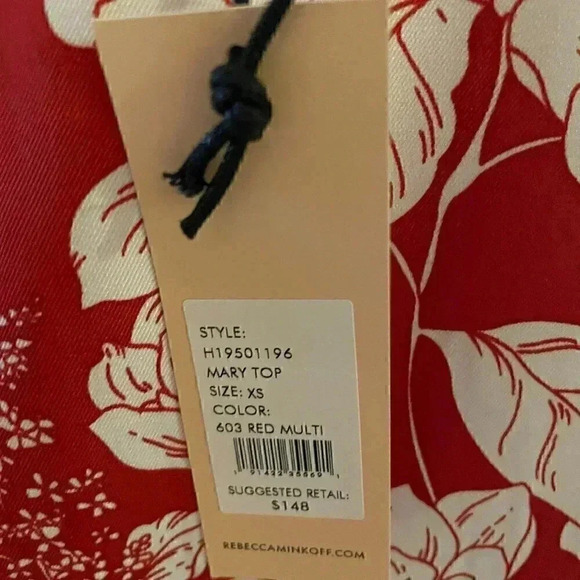 STYLE:
H19501196
MARY TOP
SIZE: XS
COLOR:
603 RED MULTI
SUGGESTED RETAIL:
$148
REBECCAMINKOFF.COM